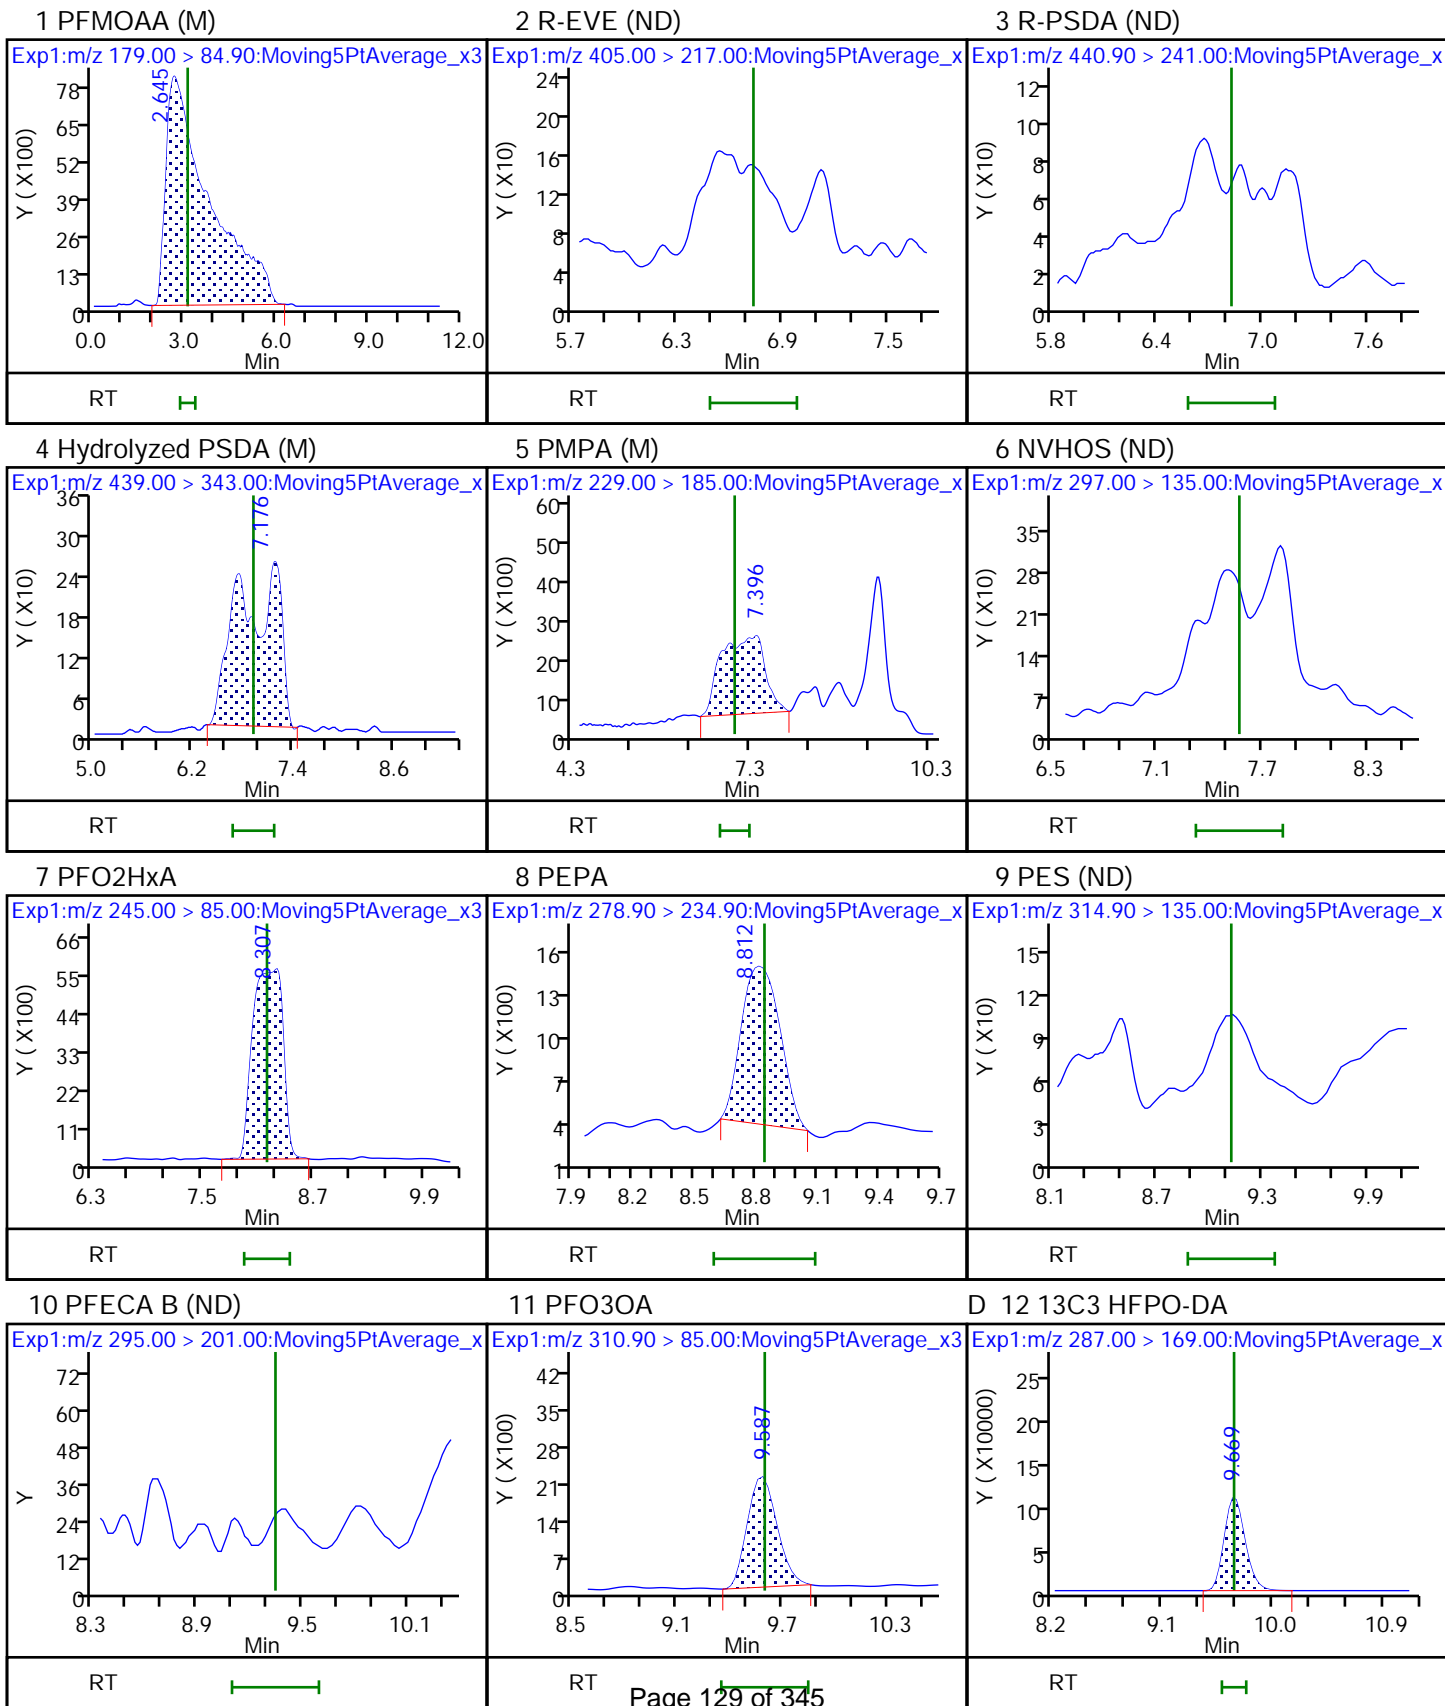 1 PFMOAA (M)
Exp1:m/z 179.00 > 84.90:Moving5PtAverage_x3
Y ( X100)
78
65
52
39
26
13
0
2.645
0.0 3.0 6.0 9.0 12.0
Min
RT
2 R-EVE (ND)
Exp1:m/z 405.00 > 217.00:Moving5PtAverage_x
Y ( X10)
24
20
16
12
8
4
0
5.7 6.3 6.9 7.5
Min
RT
3 R-PSDA (ND)
Exp1:m/z 440.90 > 241.00:Moving5PtAverage_x
Y ( X10)
12
10
8
6
4
2
0
5.8 6.4 7.0 7.6
Min
RT
4 Hydrolyzed PSDA (M)
Exp1:m/z 439.00 > 343.00:Moving5PtAverage_x
Y ( X10)
36
30
24
18
12
6
0
7.176
5.0 6.2 7.4 8.6
Min
RT
5 PMPA (M)
Exp1:m/z 229.00 > 185.00:Moving5PtAverage_x
Y ( X100)
60
50
40
30
20
10
0
7.396
4.3 7.3 10.3
Min
RT
6 NVHOS (ND)
Exp1:m/z 297.00 > 135.00:Moving5PtAverage_x
Y ( X10)
35
28
21
14
7
0
6.5 7.1 7.7 8.3
Min
RT
7 PFO2HxA
Exp1:m/z 245.00 > 85.00:Moving5PtAverage_x3
Y ( X100)
66
55
44
33
22
11
0
8.307
6.3 7.5 8.7 9.9
Min
RT
8 PEPA
Exp1:m/z 278.90 > 234.90:Moving5PtAverage_x
Y ( X100)
16
13
10
7
4
1
8.812
7.9 8.2 8.5 8.8 9.1 9.4 9.7
Min
RT
9 PES (ND)
Exp1:m/z 314.90 > 135.00:Moving5PtAverage_x
Y ( X10)
15
12
9
6
3
0
8.1 8.7 9.3 9.9
Min
RT
10 PFECA B (ND)
Exp1:m/z 295.00 > 201.00:Moving5PtAverage_x
Y
72
60
48
36
24
12
0
8.3 8.9 9.5 10.1
Min
RT
11 PFO3OA
Exp1:m/z 310.90 > 85.00:Moving5PtAverage_x3
Y ( X100)
42
35
28
21
14
7
0
9.587
8.5 9.1 9.7 10.3
Min
RT
D 12 13C3 HFPO-DA
Exp1:m/z 287.00 > 169.00:Moving5PtAverage_x
Y ( X10000)
25
20
15
10
5
0
9.669
8.2 9.1 10.0 10.9
Min
RT
Page 129 of 345